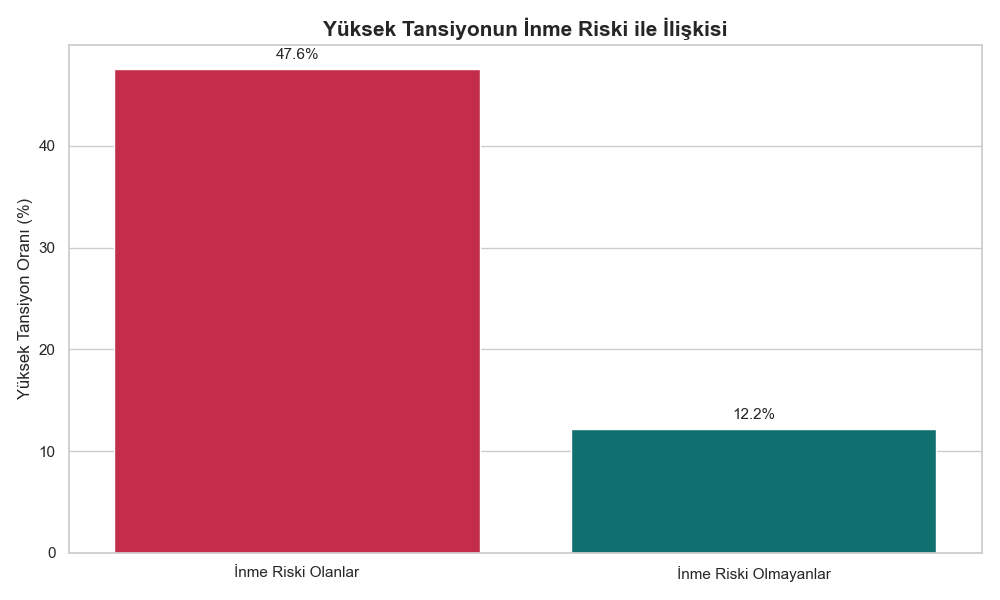 Yüksek Tansiyonun İnme Riski ile İlişkisi
47.6%
12.2%
Yüksek Tansiyon Oranı (%)
40
30
20
10
0
İnme Riski Olanlar
İnme Riski Olmayanlar